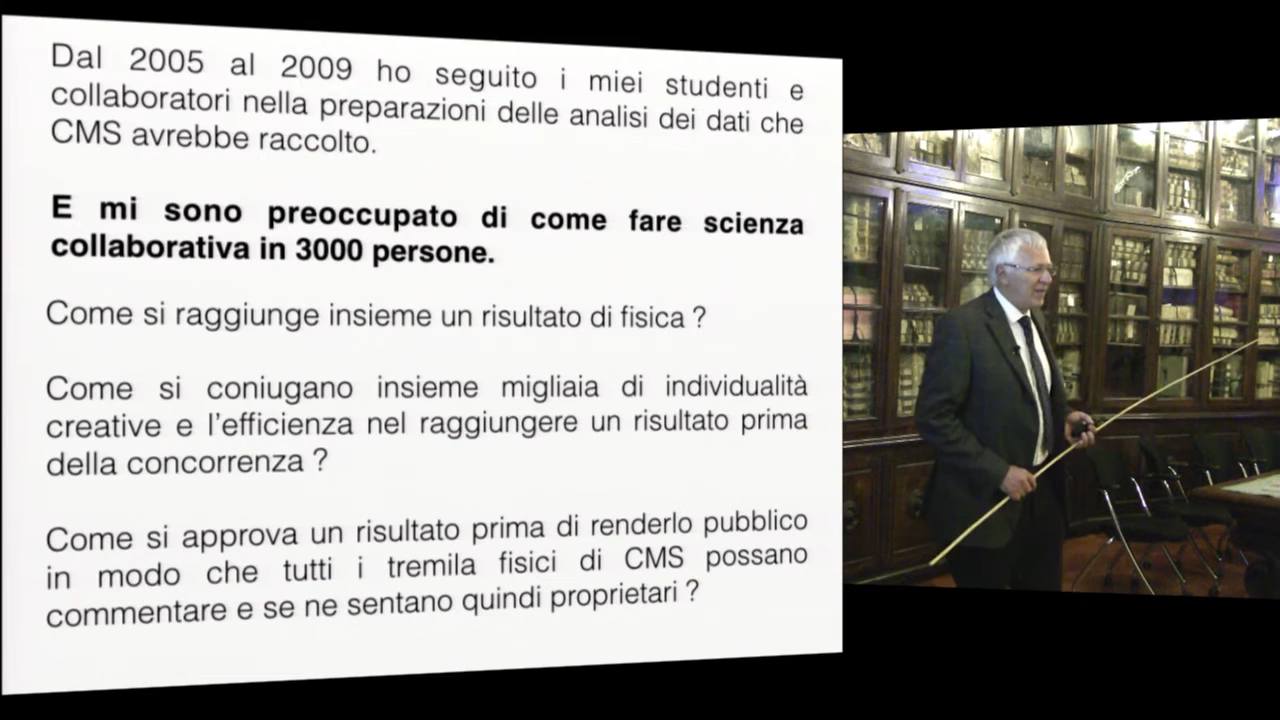 Dal 2005 al 2009 ho seguito i miei studenti e
collaboratori nella preparazioni delle analisi dei dati che
CMS avrebbe raccolto.
E mi sono preoccupato di come fare scienza
collaborativa in 3000 persone.
Come si raggiunge insieme un risultato di fisica ?
Come si coniugano insieme migliaia di individualità
creative e l'efficienza nel raggiungere un risultato prima
della concorrenza ?
Come si approva un risultato prima di renderlo pubblico
in modo che tutti i tremila fisici di CMS possano
commentare e se ne sentano quindi proprietari ?